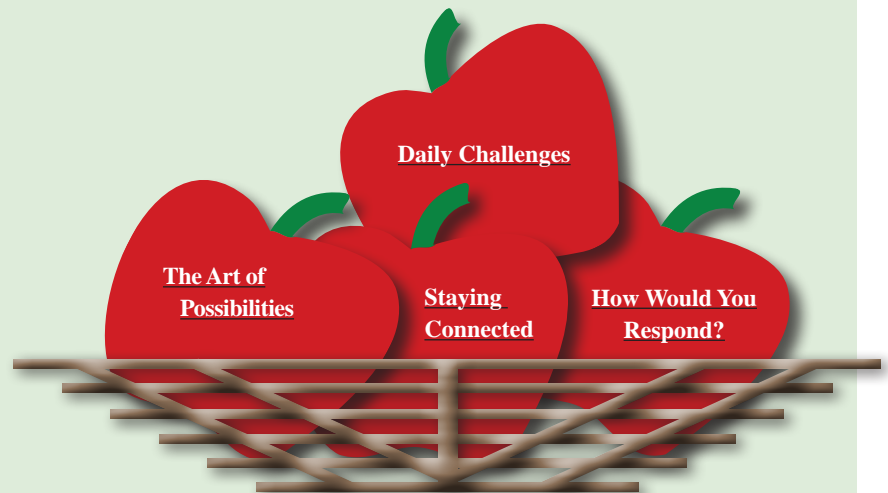 Daily Challenges
The Art of
Possibilities
Staying
Connected
How Would You
Respond?